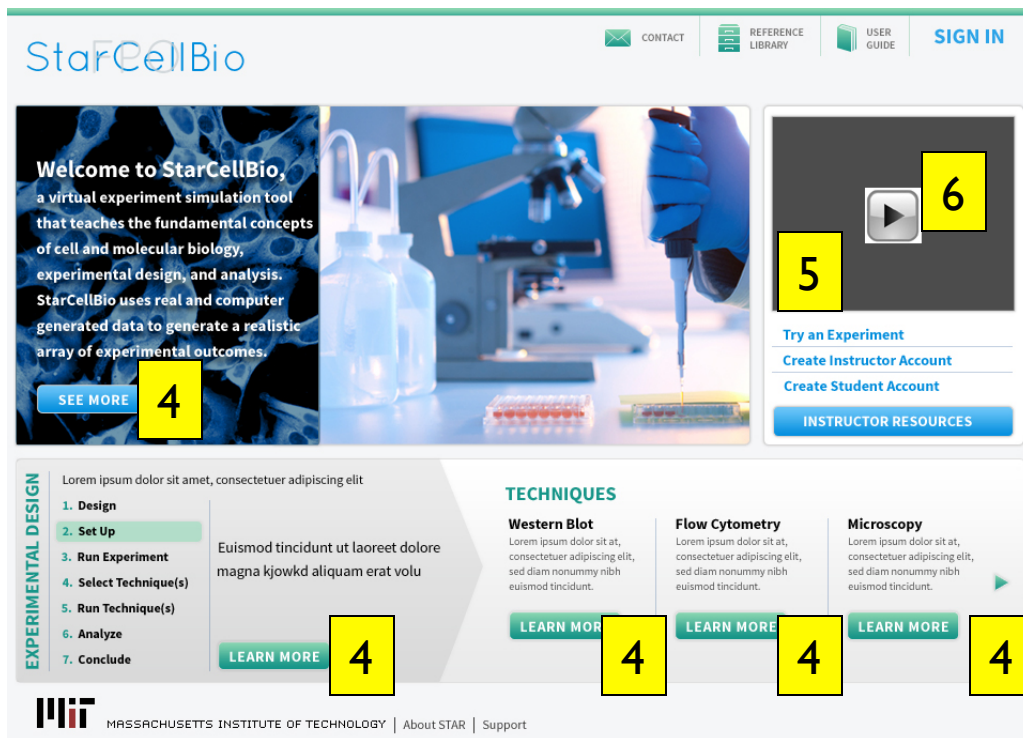 StarCellBio
FPO
CONTACT
REFERENCE
LIBRARY
USER
GUIDE
SIGN IN
Welcome to StarCellBio,
a virtual experiment simulation tool
that teaches the fundamental concepts
of cell and molecular biology,
experimental design, and analysis.
StarCellBio uses real and computer
generated data to generate a realistic
array of experimental outcomes.
SEE MORE
4
6
5
Try an Experiment
Create Instructor Account
Create Student Account
INSTRUCTOR RESOURCES
EXPERIMENTAL DESIGN
Lorem ipsum dolor sit amet, consectetuer adipiscing elit
1. Design
2. Set Up
3. Run Experiment
4. Select Technique(s)
5. Run Technique(s)
6. Analyze
7. Conclude
Euismod tincidunt ut laoreet dolore
magna kjowkd aliquam erat volu
LEARN MORE
4
TECHNIQUES
Western Blot
Lorem ipsum dolor sit at,
consectetuer adipiscing elit,
sed diam nonummy nibh
euismod tincidunt.
LEARN MOR
4
Flow Cytometry
Lorem ipsum dolor sit at,
consectetuer adipiscing elit,
sed diam nonummy nibh
euismod tincidunt.
LEARN MORE
4
Microscopy
Lorem ipsum dolor sit at,
consectetuer adipiscing elit,
sed diam nonummy nibh
euismod tincidunt.
LEARN MORE
4
MIT
MASSACHUSETTS INSTITUTE OF TECHNOLOGY | About STAR | Support